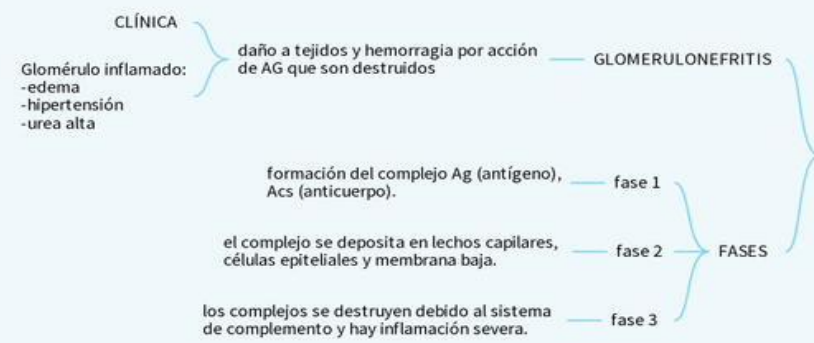 CLÍNICA
Glomérulo inflamado:
-edema
-hipertensión
-urea alta
daño a tejidos y hemorragia por acción
de AG que son destruidos
GLOMERULONEFRITIS
formación del complejo Ag (antígeno),
Acs (anticuerpo).
fase 1
el complejo se deposita en lechos capilares,
células epiteliales y membrana baja.
fase 2
FASES
los complejos se destruyen debido al sistema
de complemento y hay inflamación severa.
fase 3